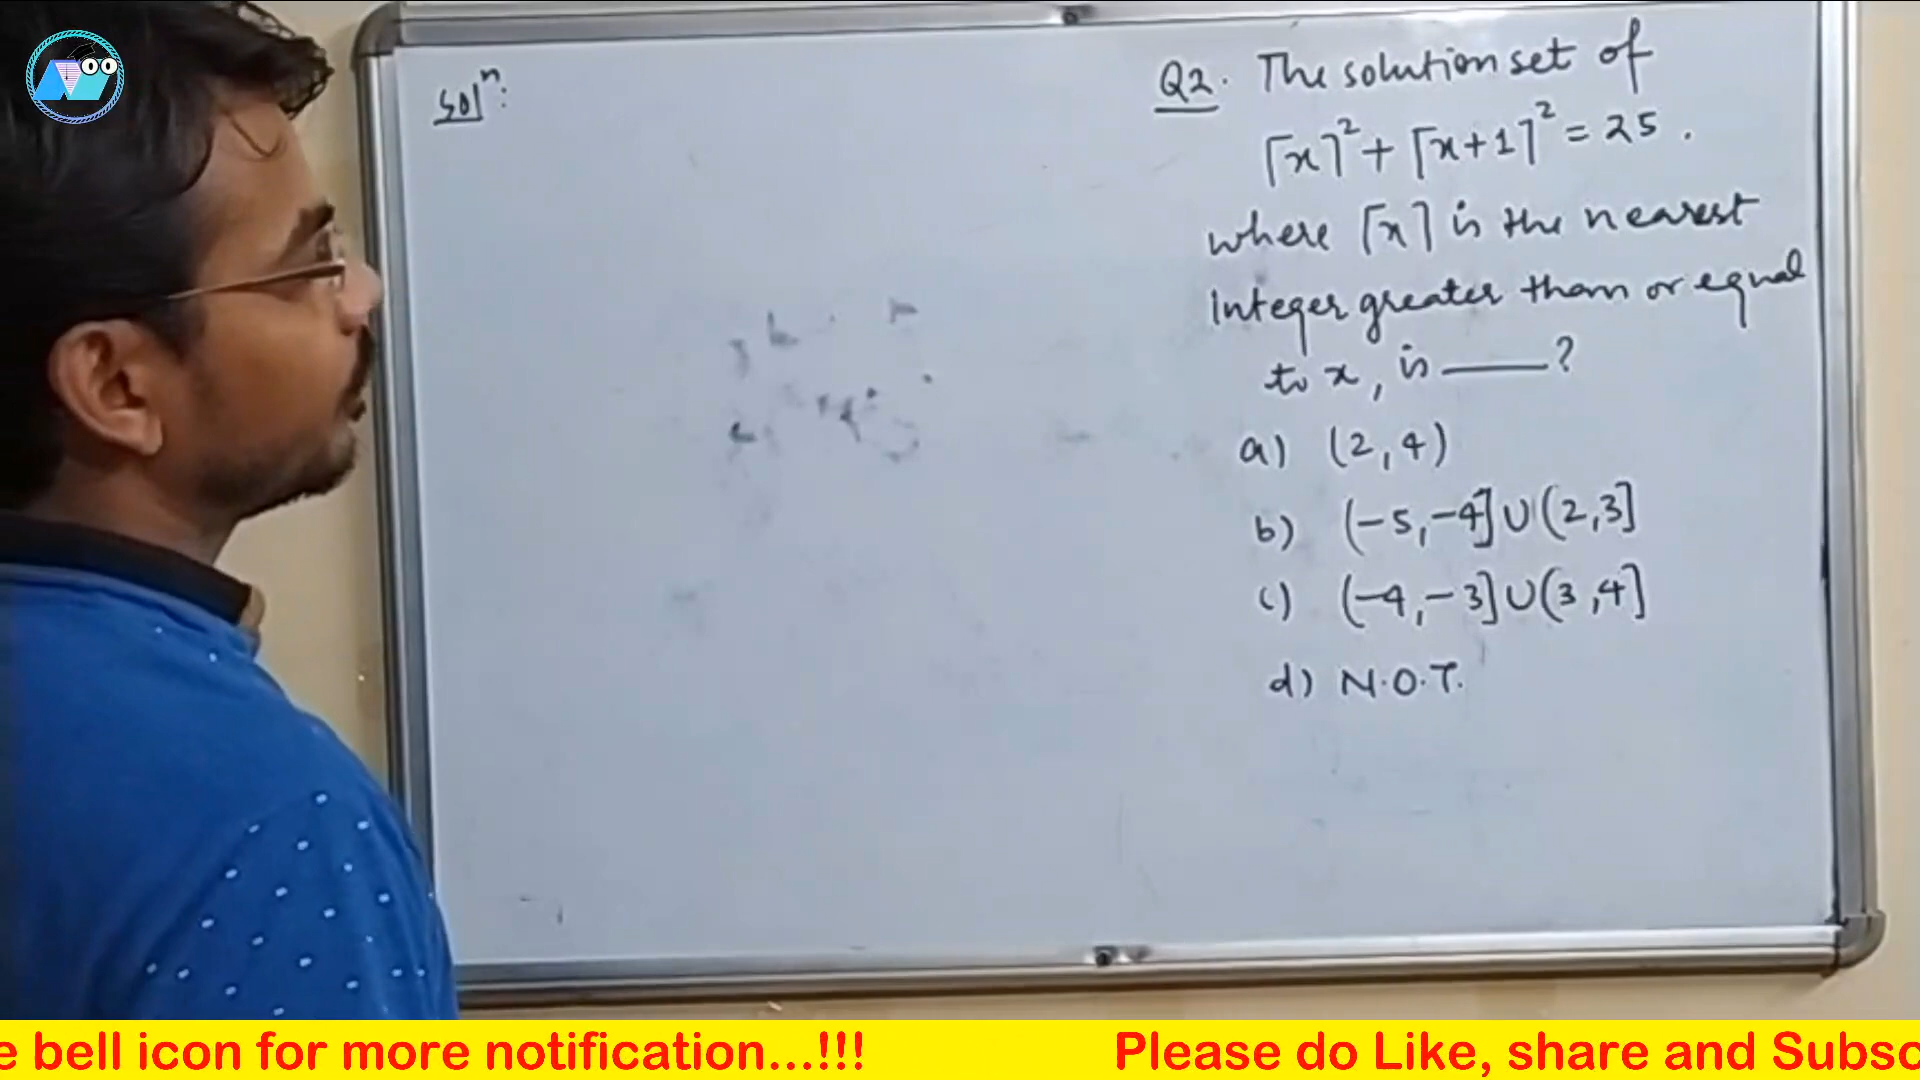 Solⁿ:
Q2. The solution set of
⌈x⌉² + ⌈x+1⌉² = 25 .
where ⌈x⌉ is the nearest
Integer greater than or equal
to x, is ____?
a) (2,4)
b) (-5,-4]∪(2,3]
c) (-4,-3]∪(3,4]
d) N.O.T.
e bell icon for more notification...!!! Please do Like, share and Subsc